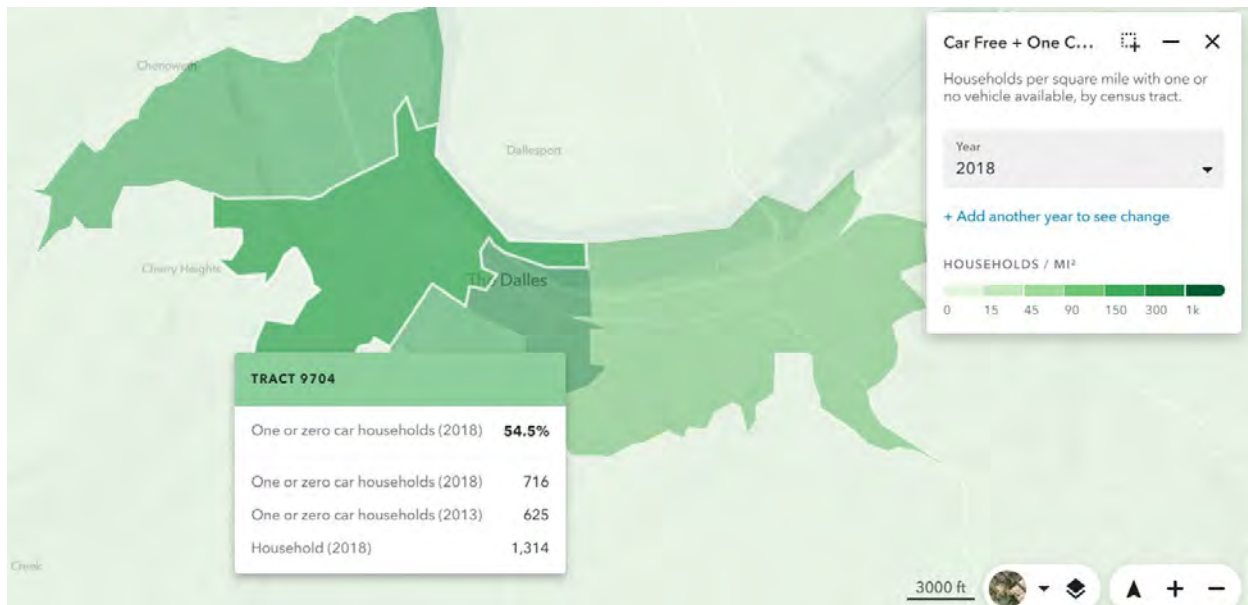 Chenoweth
Dallesport
Cherry Heights
The Dalles
Creek
TRACT 9704
One or zero car households (2018) 54.5%
One or zero car households (2018) 716
One or zero car households (2013) 625
Household (2018) 1,314
Car Free + One C...
Households per square mile with one or
no vehicle available, by census tract.
Year
2018
+ Add another year to see change
HOUSEHOLDS / MI²
0 15 45 90 150 300 1k
3000 ft